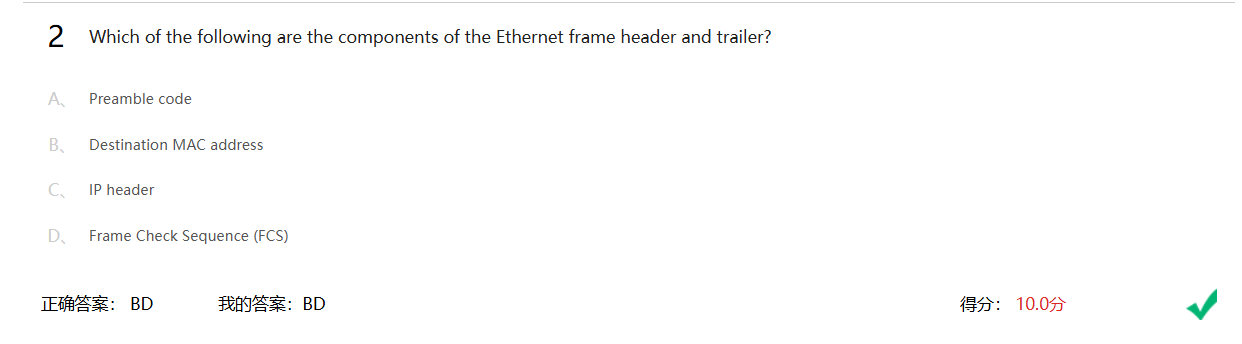 2 Which of the following are the components of the Ethernet frame header and trailer?
A、 Preamble code
B、 Destination MAC address
C、 IP header
D、 Frame Check Sequence (FCS)
正确答案： BD 我的答案：BD 得分： 10.0分